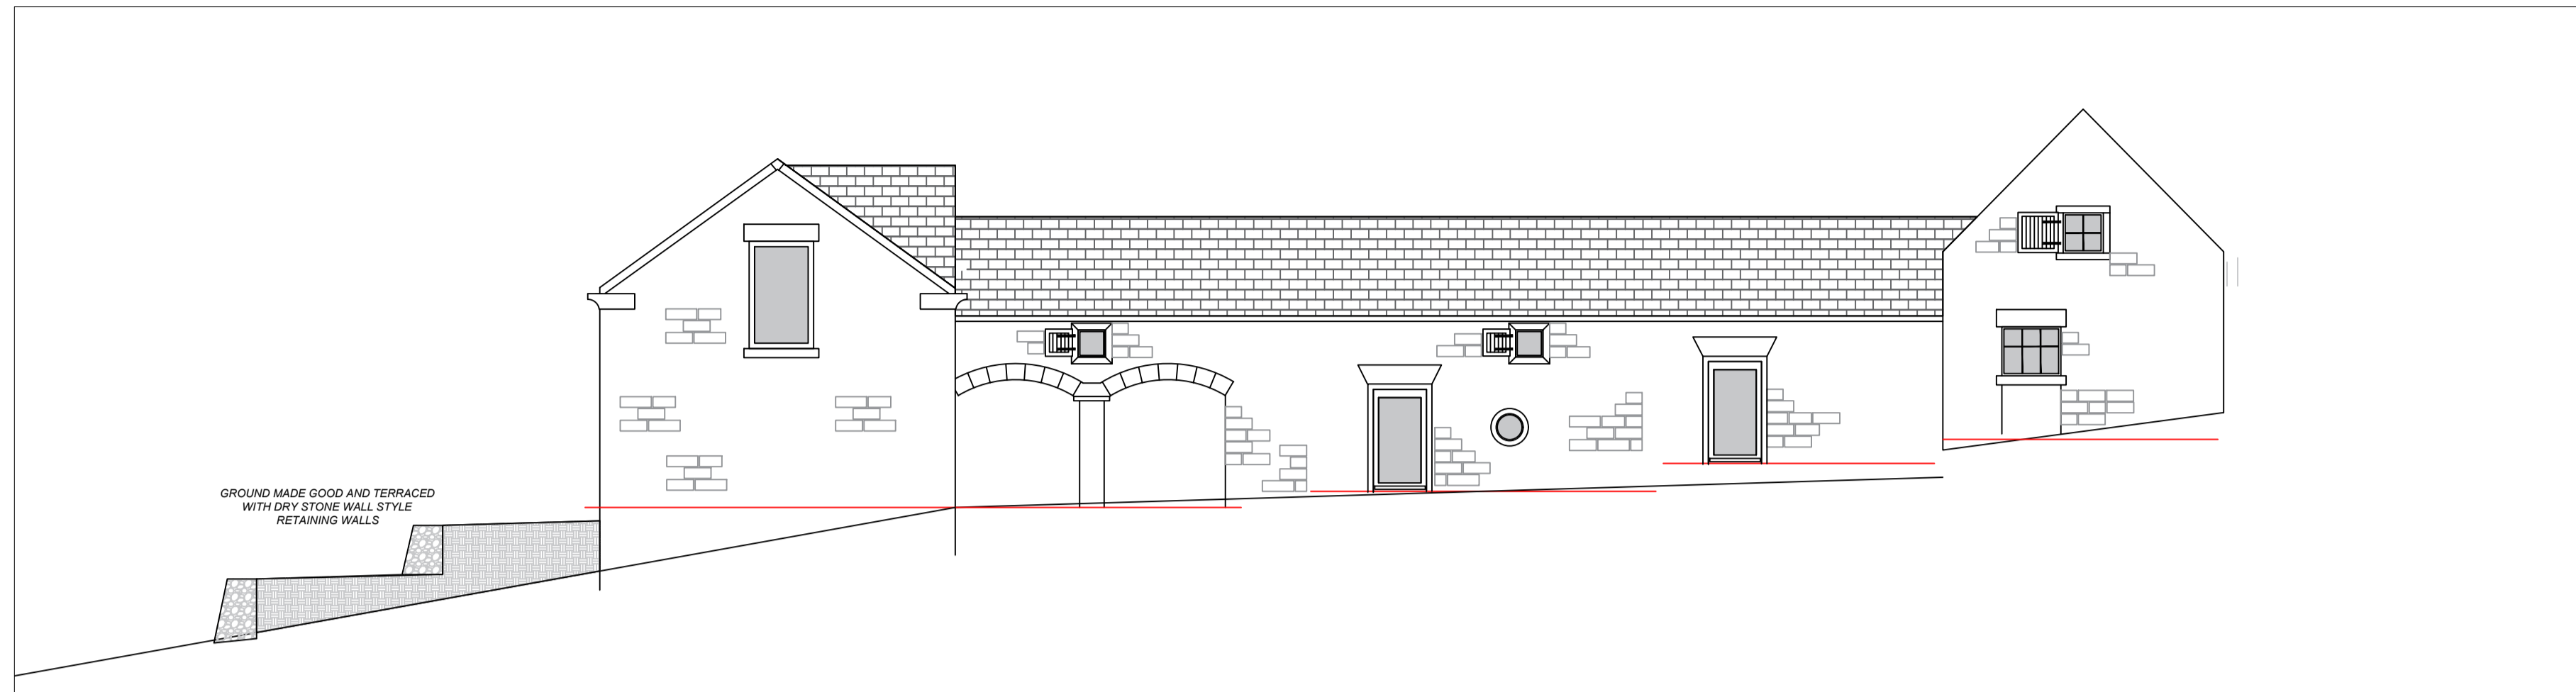 GROUND MADE GOOD AND TERRACED
WITH DRY STONE WALL STYLE
RETAINING WALLS